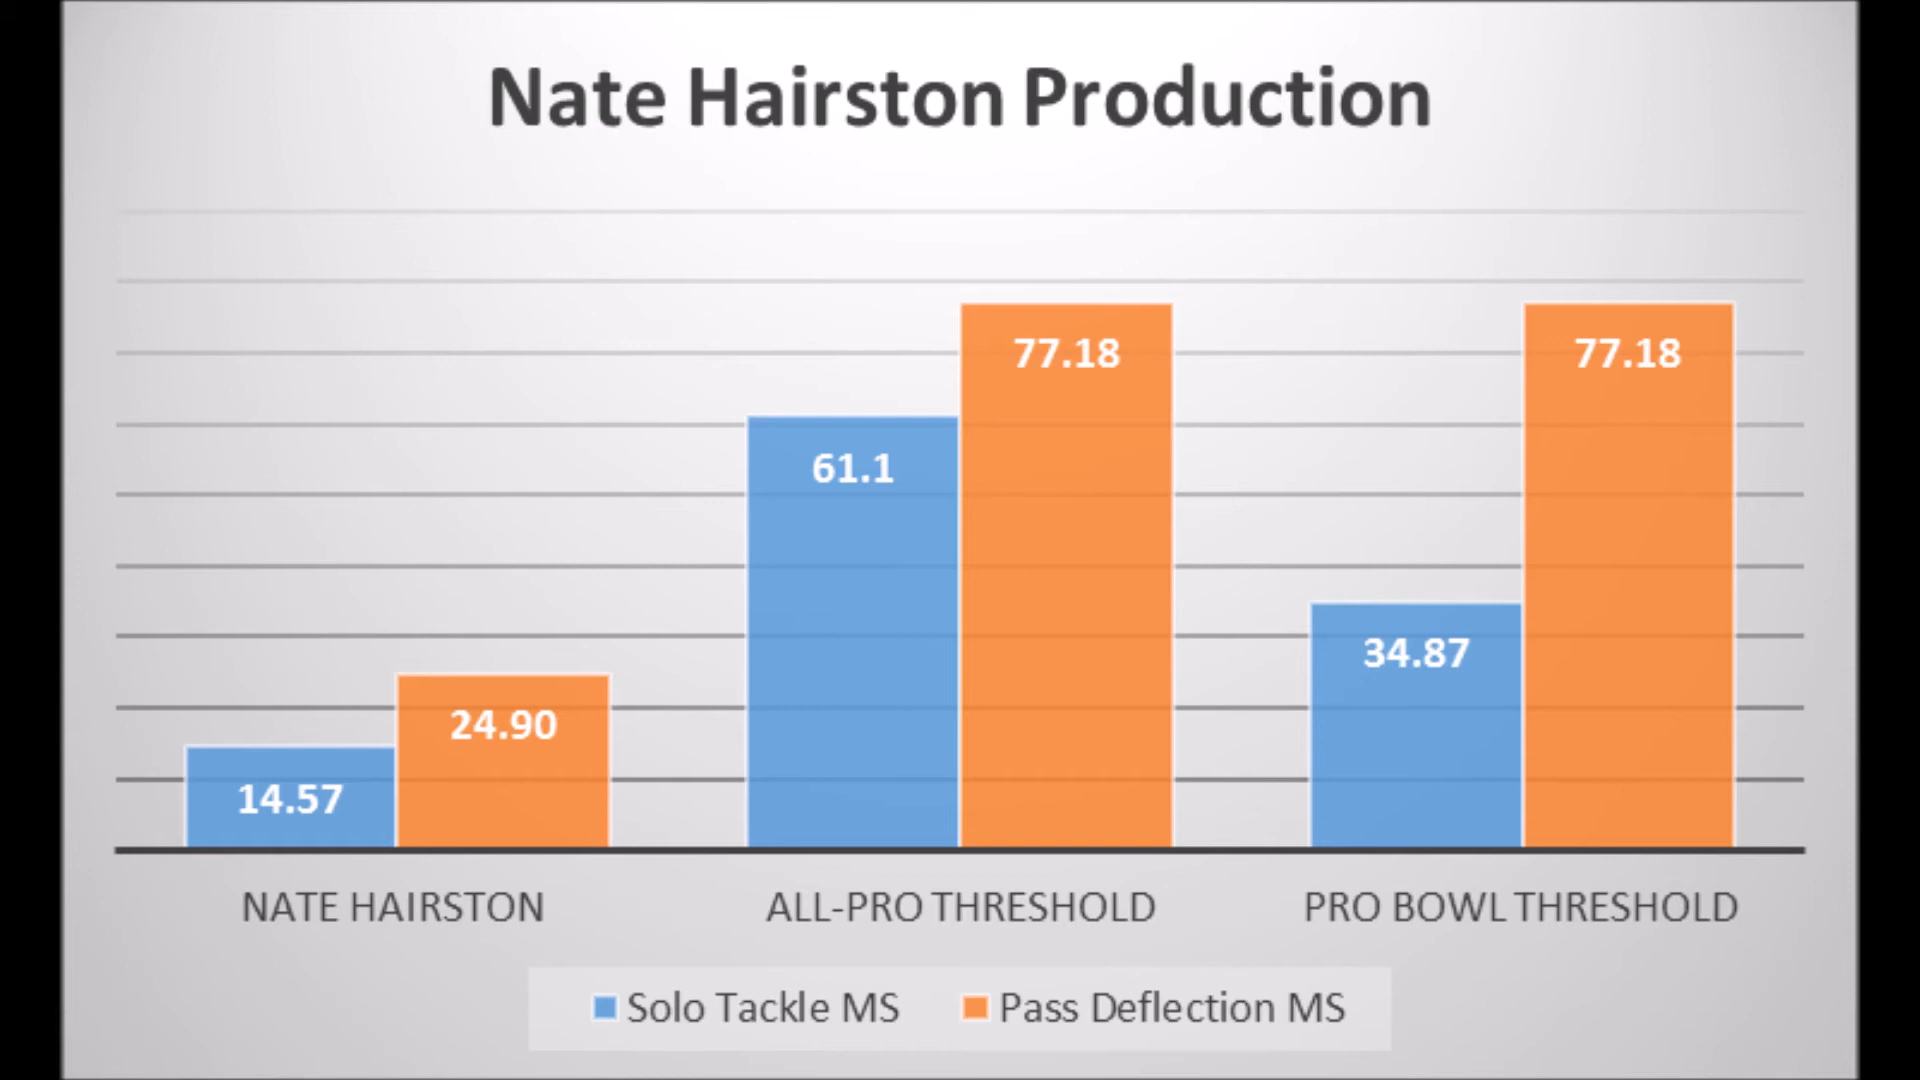 Nate Hairston Production
77.18
77.18
61.1
34.87
24.90
14.57
NATE HAIRSTON
ALL-PRO THRESHOLD
PRO BOWL THRESHOLD
Solo Tackle MS
Pass Deflection MS